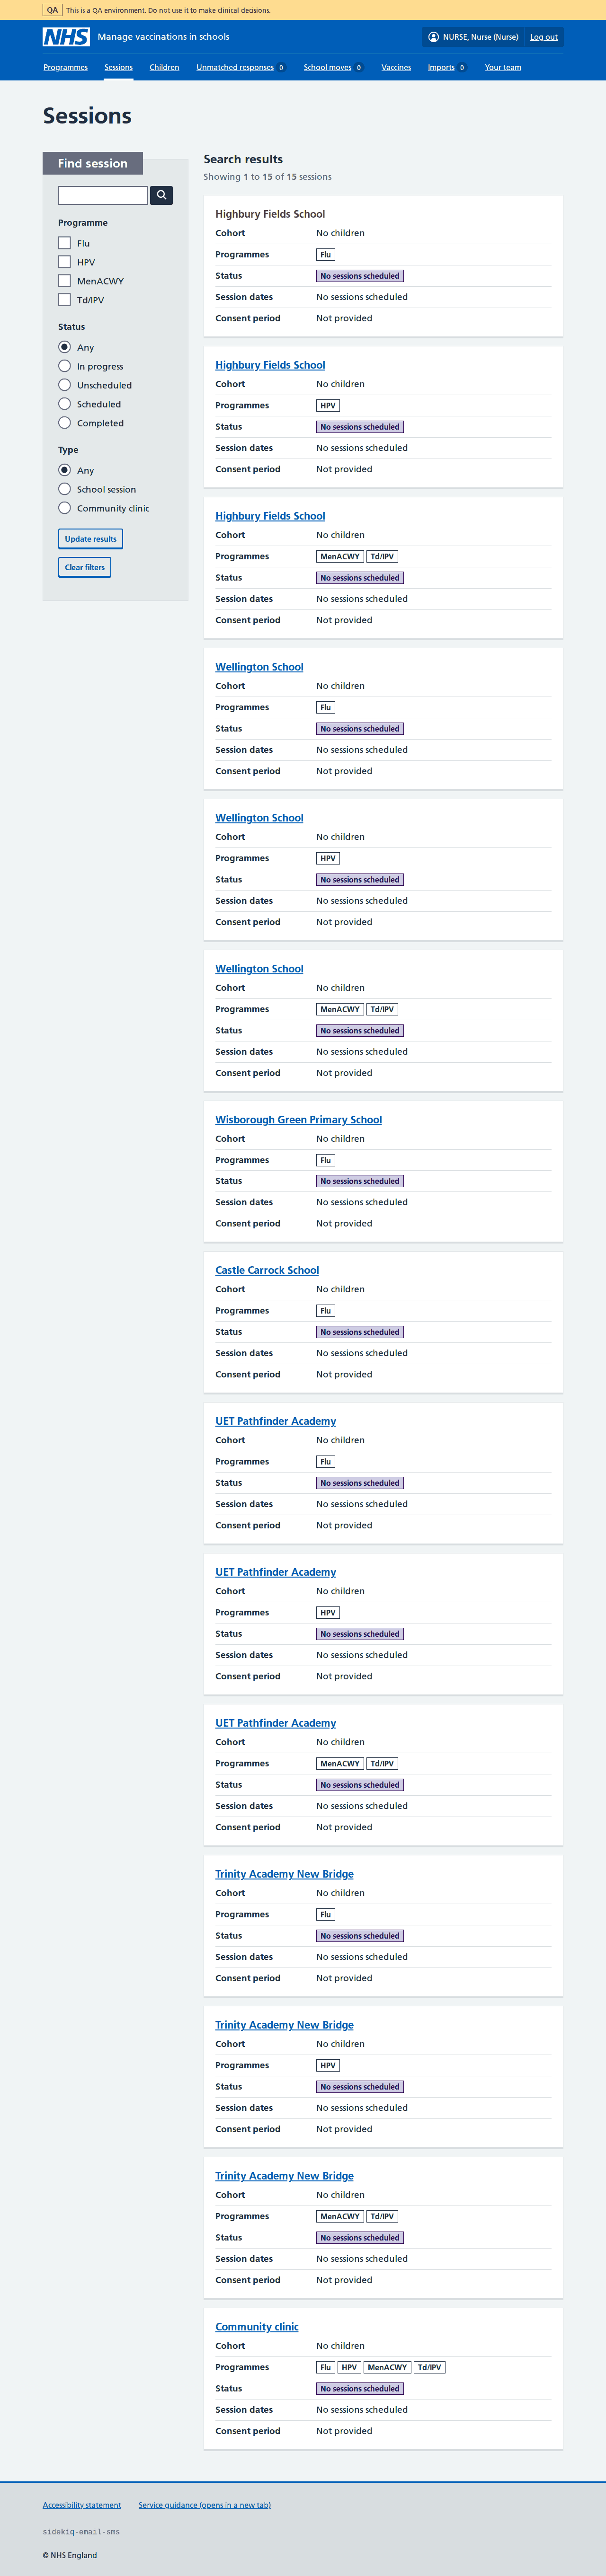 QA This is a QA environment. Do not use it to make clinical decisions.
NHS Manage vaccinations in schools NURSE, Nurse (Nurse) Log out
Programmes Sessions Children Unmatched responses 0 School moves 0 Vaccines Imports 0 Your team
Sessions
Find session
Programme
Flu
HPV
MenACWY
Td/IPV
Status
Any
In progress
Unscheduled
Scheduled
Completed
Type
Any
School session
Community clinic
Update results
Clear filters
Search results
Showing 1 to 15 of 15 sessions
Highbury Fields School
Cohort No children
Programmes Flu
Status No sessions scheduled
Session dates No sessions scheduled
Consent period Not provided
Highbury Fields School
Cohort No children
Programmes HPV
Status No sessions scheduled
Session dates No sessions scheduled
Consent period Not provided
Highbury Fields School
Cohort No children
Programmes MenACWY Td/IPV
Status No sessions scheduled
Session dates No sessions scheduled
Consent period Not provided
Wellington School
Cohort No children
Programmes Flu
Status No sessions scheduled
Session dates No sessions scheduled
Consent period Not provided
Wellington School
Cohort No children
Programmes HPV
Status No sessions scheduled
Session dates No sessions scheduled
Consent period Not provided
Wellington School
Cohort No children
Programmes MenACWY Td/IPV
Status No sessions scheduled
Session dates No sessions scheduled
Consent period Not provided
Wisborough Green Primary School
Cohort No children
Programmes Flu
Status No sessions scheduled
Session dates No sessions scheduled
Consent period Not provided
Castle Carrock School
Cohort No children
Programmes Flu
Status No sessions scheduled
Session dates No sessions scheduled
Consent period Not provided
UET Pathfinder Academy
Cohort No children
Programmes Flu
Status No sessions scheduled
Session dates No sessions scheduled
Consent period Not provided
UET Pathfinder Academy
Cohort No children
Programmes HPV
Status No sessions scheduled
Session dates No sessions scheduled
Consent period Not provided
UET Pathfinder Academy
Cohort No children
Programmes MenACWY Td/IPV
Status No sessions scheduled
Session dates No sessions scheduled
Consent period Not provided
Trinity Academy New Bridge
Cohort No children
Programmes Flu
Status No sessions scheduled
Session dates No sessions scheduled
Consent period Not provided
Trinity Academy New Bridge
Cohort No children
Programmes HPV
Status No sessions scheduled
Session dates No sessions scheduled
Consent period Not provided
Trinity Academy New Bridge
Cohort No children
Programmes MenACWY Td/IPV
Status No sessions scheduled
Session dates No sessions scheduled
Consent period Not provided
Community clinic
Cohort No children
Programmes Flu HPV MenACWY Td/IPV
Status No sessions scheduled
Session dates No sessions scheduled
Consent period Not provided
Accessibility statement Service guidance (opens in a new tab)
sidekiq-email-sms
© NHS England